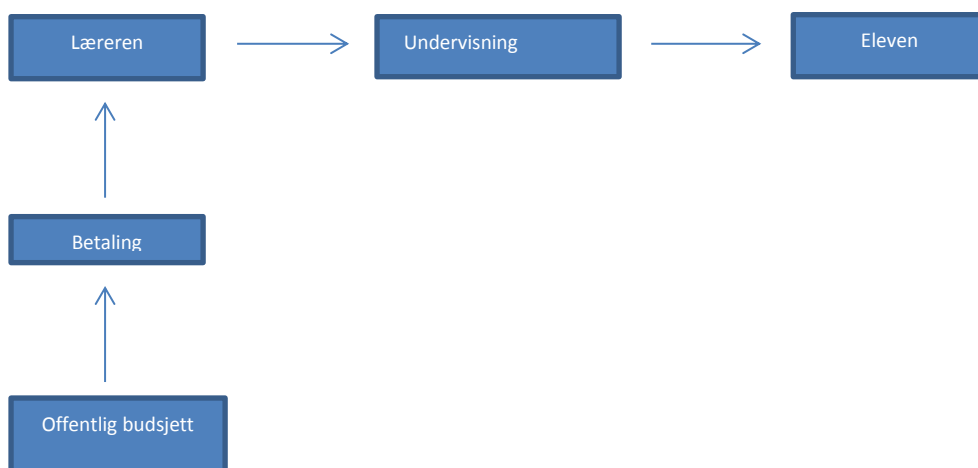 Læreren
Undervisning
Eleven
Betaling
Offentlig budsjett